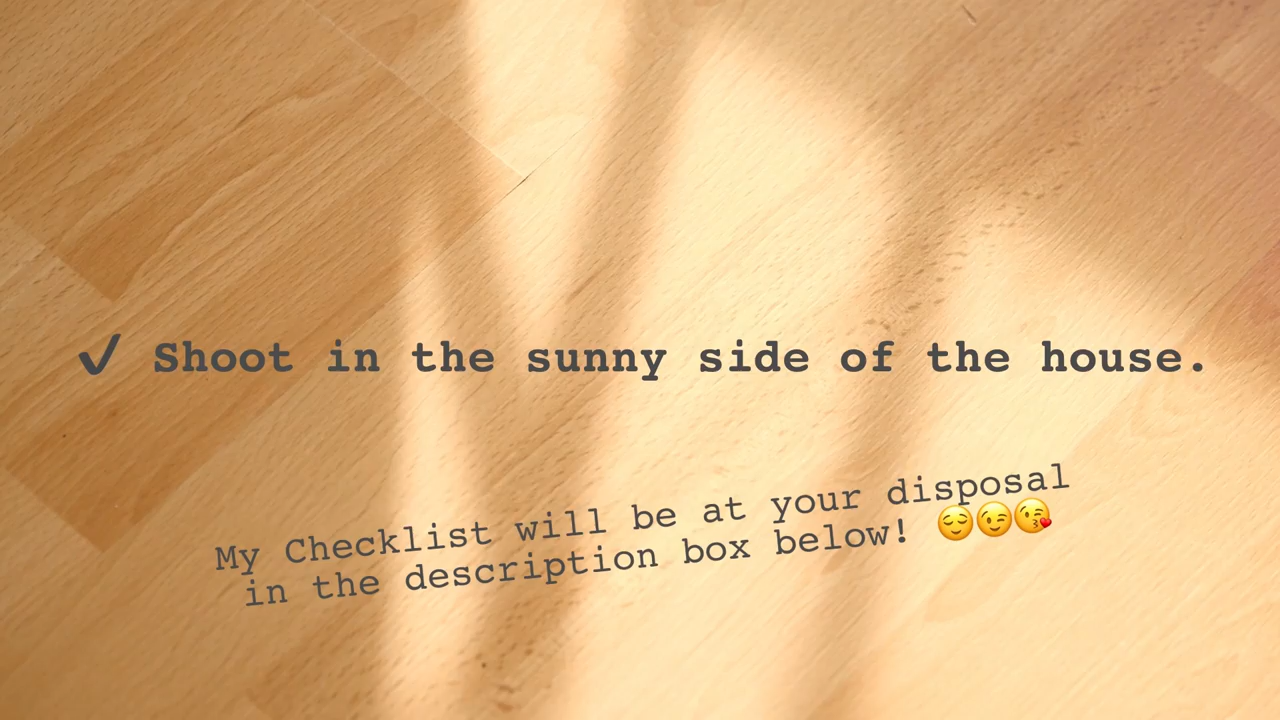 ✔ Shoot in the sunny side of the house.
My Checklist will be at your disposal
in the description box below! 😌😉😘